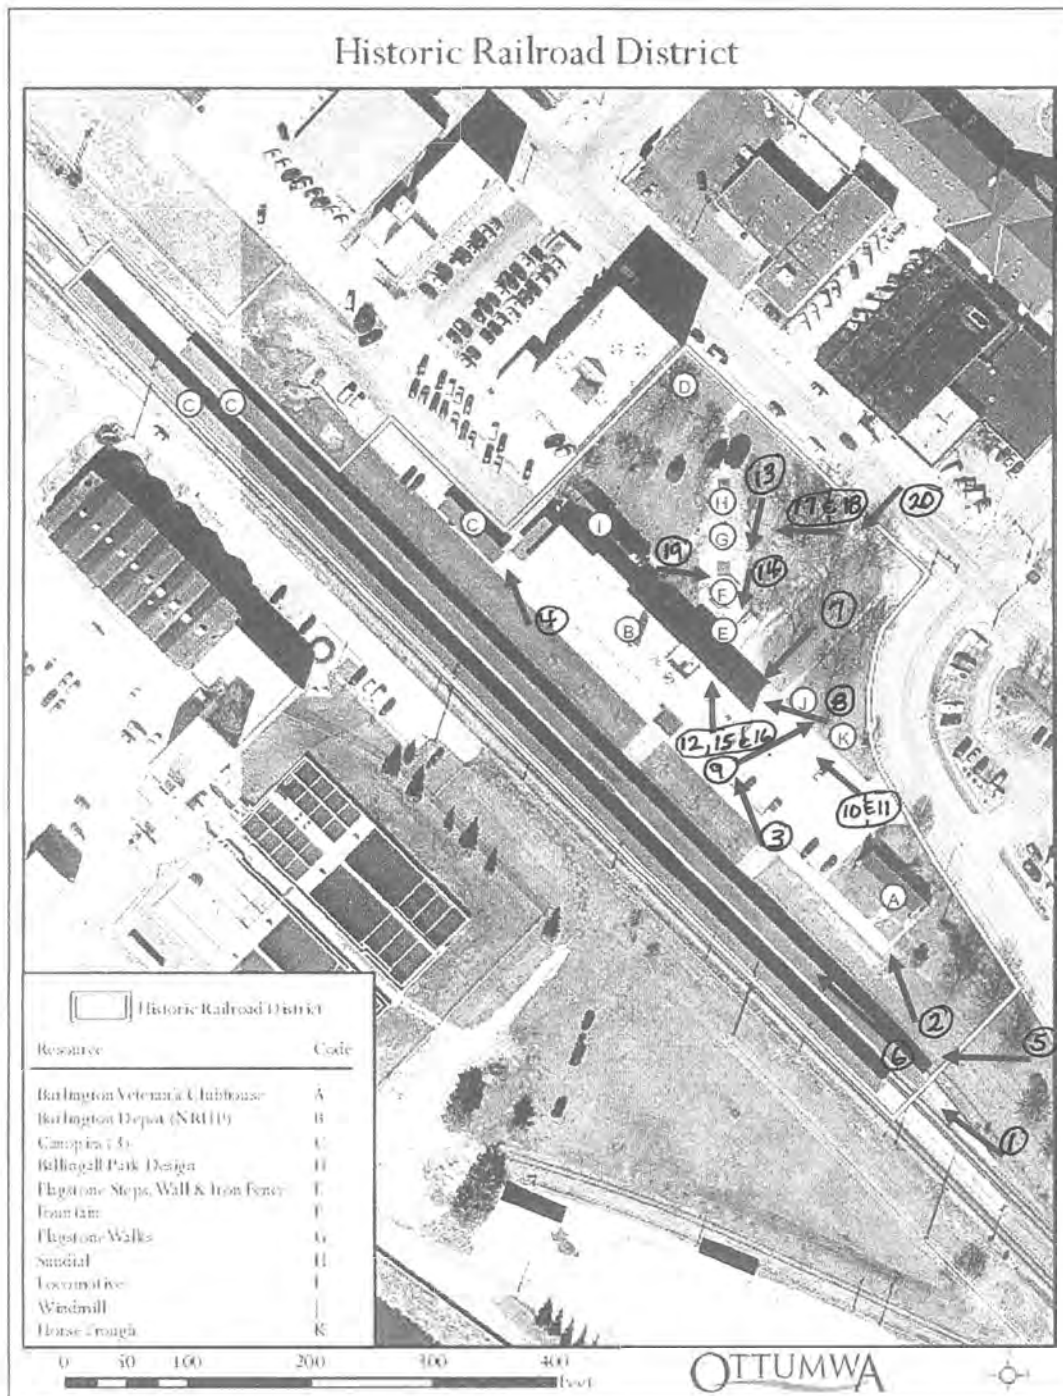 Historic Railroad District
D
H
13
17 & 18
20
C
C
C
I
G
19
14
F
7
4
B
E
J
8
K
12, 15 & 16
9
10 & 11
3
A
2
5
6
1
Historic Railroad District
Resource Code
Burlington Veteran's Clubhouse A
Burlington Depot (NRHP) B
Canopies (3) C
Ballingall Park Design
Flagstone Steps, Wall & Iron Fence E
Fountain F
Flagstone Walks G
Sundial H
Locomotive I
Windmill J
Horse Trough K
0 50 100 200 300 400
Feet
OTTUMWA